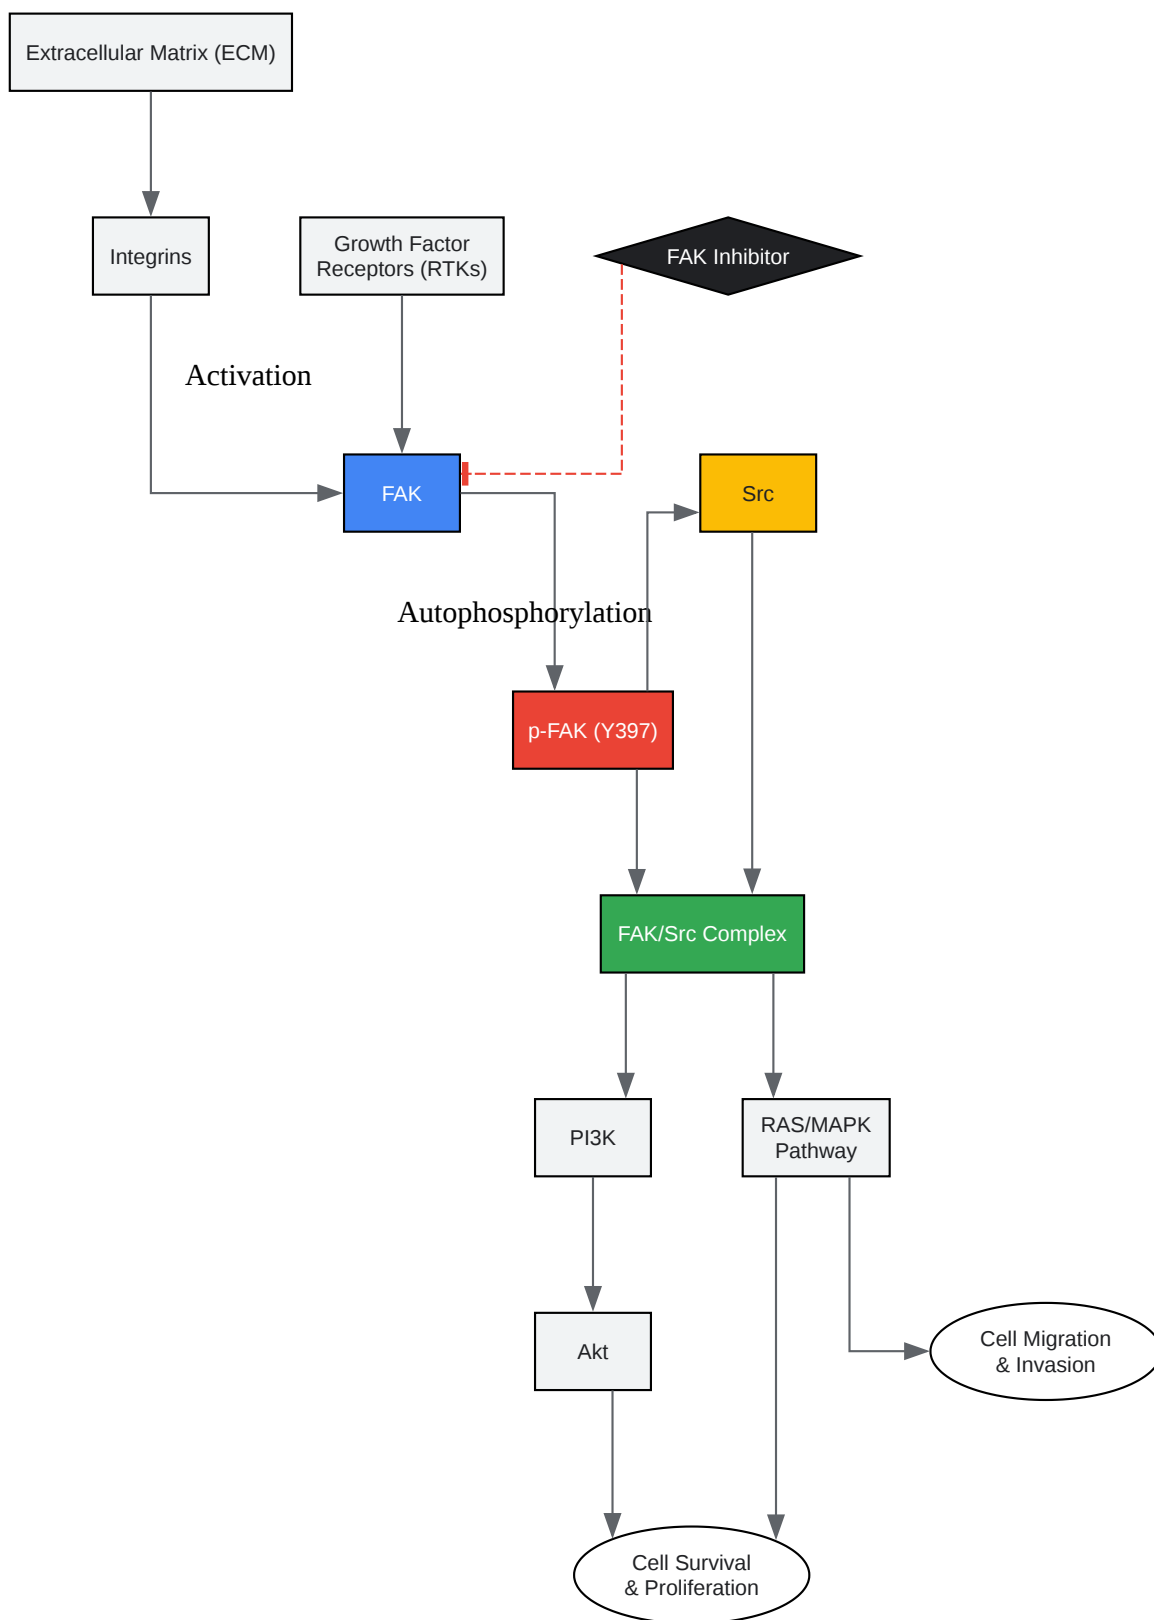 Extracellular Matrix (ECM)
Integrins
Growth Factor
Receptors (RTKs)
FAK Inhibitor
Activation
FAK
Src
Autophosphorylation
p-FAK (Y397)
FAK/Src Complex
PI3K
RAS/MAPK
Pathway
Akt
Cell Migration
& Invasion
Cell Survival
& Proliferation